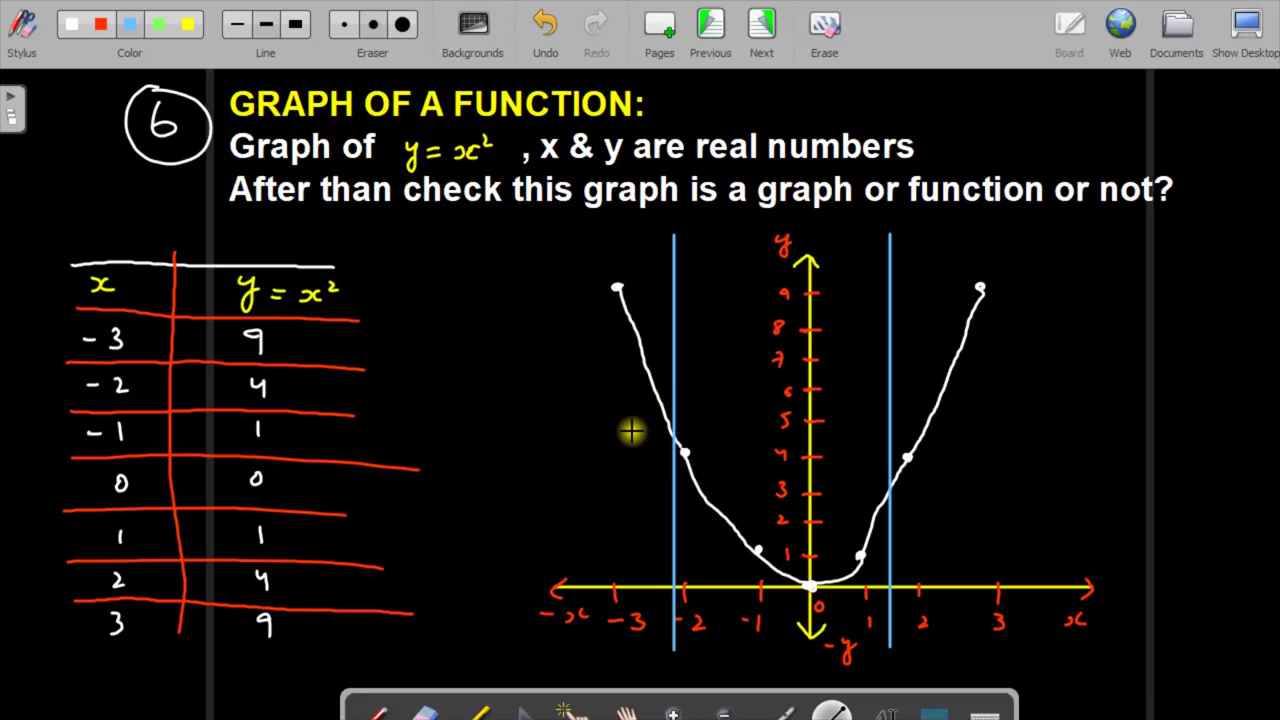 Stylus Color Line Eraser Backgrounds Undo Redo Pages Previous Next Erase Board Web Documents Show Desktop
6
GRAPH OF A FUNCTION:
Graph of y = x² , x & y are real numbers
After than check this graph is a graph or function or not?
x y = x²
-3 9
-2 4
-1 1
0 0
1 1
2 4
3 9
y
9
8
7
6
5
4
3
2
1
-x -3 -2 -1 0 1 2 3 x
-y